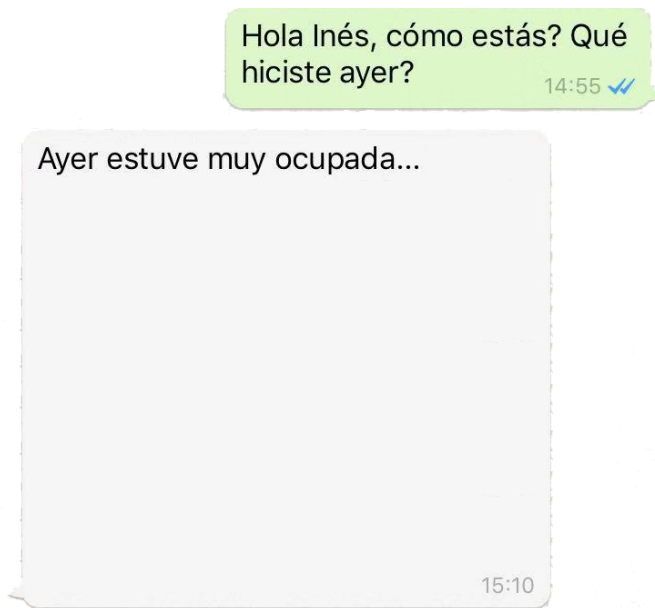 Hola Inés, cómo estás? Qué
hiciste ayer?
14:55
Ayer estuve muy ocupada...
15:10